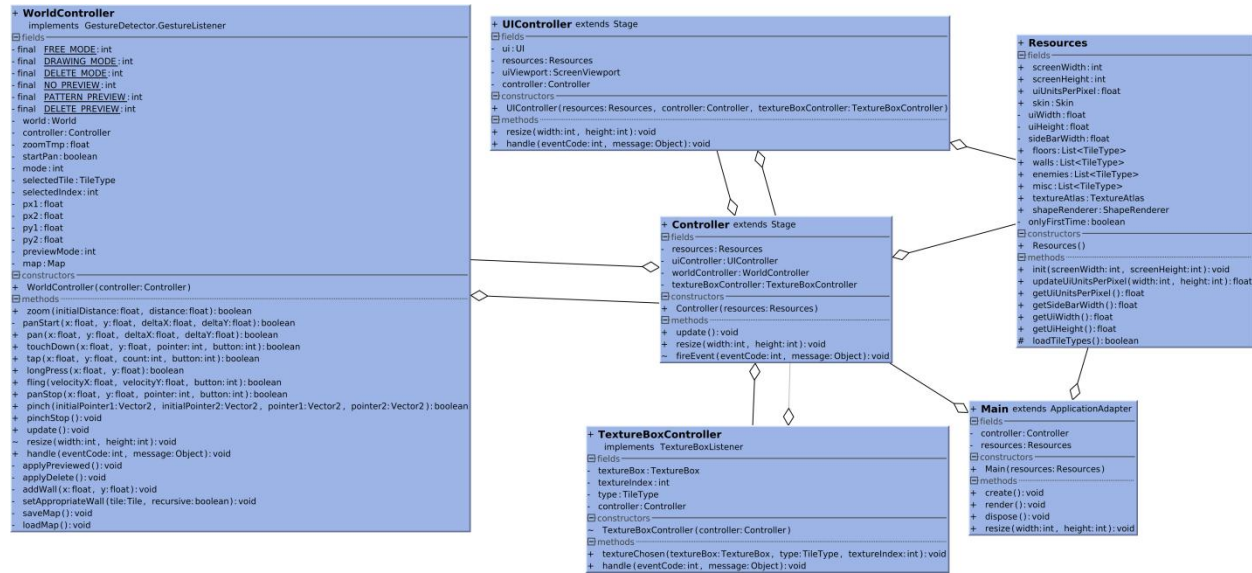 + WorldController
implements GestureDetector.GestureListener
fields
- final FREE_MODE:int
- final DRAWING_MODE:int
- final DELETE_MODE:int
- final NO_PREVIEW:int
- final PATTERN_PREVIEW:int
- final DELETE_PREVIEW:int
- world:World
- controller:Controller
- zoomTmp:float
- startPan:boolean
- mode:int
- selectedTile:TileType
- selectedIndex:int
- px1:float
- px2:float
- py1:float
- py2:float
- previewMode:int
- map:Map
constructors
+ WorldController(controller:Controller)
methods
+ zoom(initialDistance:float, distance:float):boolean
- panStart(x:float, y:float, deltaX:float, deltaY:float):boolean
+ pan(x:float, y:float, deltaX:float, deltaY:float):boolean
+ touchDown(x:float, y:float, pointer:int, button:int):boolean
+ tap(x:float, y:float, count:int, button:int):boolean
+ longPress(x:float, y:float):boolean
+ fling(velocityX:float, velocityY:float, button:int):boolean
+ panStop(x:float, y:float, pointer:int, button:int):boolean
+ pinch(initialPointer1:Vector2, initialPointer2:Vector2, pointer1:Vector2, pointer2:Vector2):boolean
+ pinchStop():void
+ update():void
~ resize(width:int, height:int):void
+ handle(eventCode:int, message:Object):void
- applyPreviewed():void
- applyDelete():void
- addWall(x:float, y:float):void
- setAppropriateWall(tile:Tile, recursive:boolean):void
- saveMap():void
- loadMap():void
+ UIController extends Stage
fields
- ui:UI
- resources:Resources
- uiViewport:ScreenViewport
- controller:Controller
constructors
+ UIController(resources:Resources, controller:Controller, textureBoxController:TextureBoxController)
methods
+ resize(width:int, height:int):void
+ handle(eventCode:int, message:Object):void
+ Controller extends Stage
fields
- resources:Resources
- uiController:UIController
- worldController:WorldController
- textureBoxController:TextureBoxController
constructors
+ Controller(resources:Resources)
methods
+ update():void
+ resize(width:int, height:int):void
~ fireEvent(eventCode:int, message:Object):void
+ TextureBoxController
implements TextureBoxListener
fields
- textureBox:TextureBox
- textureIndex:int
- type:TileType
- controller:Controller
constructors
~ TextureBoxController(controller:Controller)
methods
+ textureChosen(textureBox:TextureBox, type:TileType, textureIndex:int):void
+ handle(eventCode:int, message:Object):void
+ Resources
fields
+ screenWidth:int
+ screenHeight:int
+ uiUnitsPerPixel:float
+ skin:Skin
- uiWidth:float
- uiHeight:float
- sideBarWidth:float
+ floors:List<TileType>
+ walls:List<TileType>
+ enemies:List<TileType>
+ misc:List<TileType>
+ textureAtlas:TextureAtlas
+ shapeRenderer:ShapeRenderer
- onlyFirstTime:boolean
constructors
+ Resources()
methods
+ init(screenWidth:int, screenHeight:int):void
+ updateUiUnitsPerPixel(width:int, height:int):float
+ getUiUnitsPerPixel():float
+ getSideBarWidth():float
+ getUiWidth():float
+ getUiHeight():float
# loadTileTypes():boolean
+ Main extends ApplicationAdapter
fields
- controller:Controller
- resources:Resources
constructors
+ Main(resources:Resources)
methods
+ create():void
+ render():void
+ dispose():void
+ resize(width:int, height:int):void